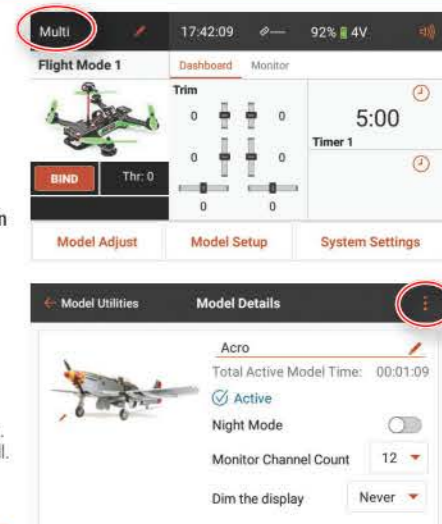 Multi 17:42:09 92% 4V
Flight Mode 1 Dashboard Monitor
Trim
0 0
5:00
Timer 1
0 0
BIND Thr: 0
0 0
Model Adjust Model Setup System Settings
n
Model Utilities Model Details
Acro
Total Active Model Time: 00:01:09
Active
Night Mode
Monitor Channel Count 12
Dim the display Never
.
ll.